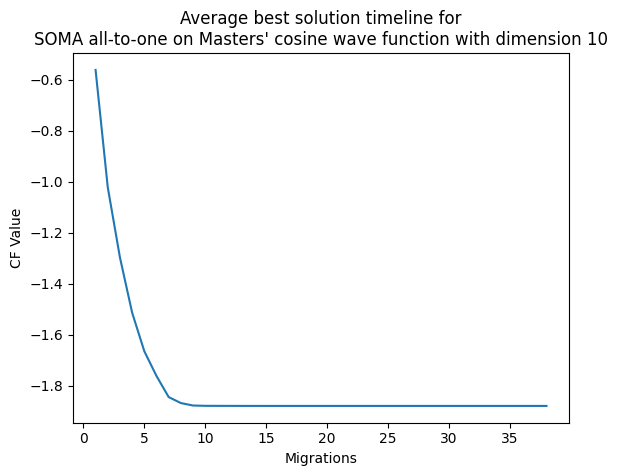 Average best solution timeline for
SOMA all-to-one on Masters' cosine wave function with dimension 10
−0.6
−0.8
−1.0
−1.2
−1.4
−1.6
−1.8
CF Value
0 5 10 15 20 25 30 35
Migrations